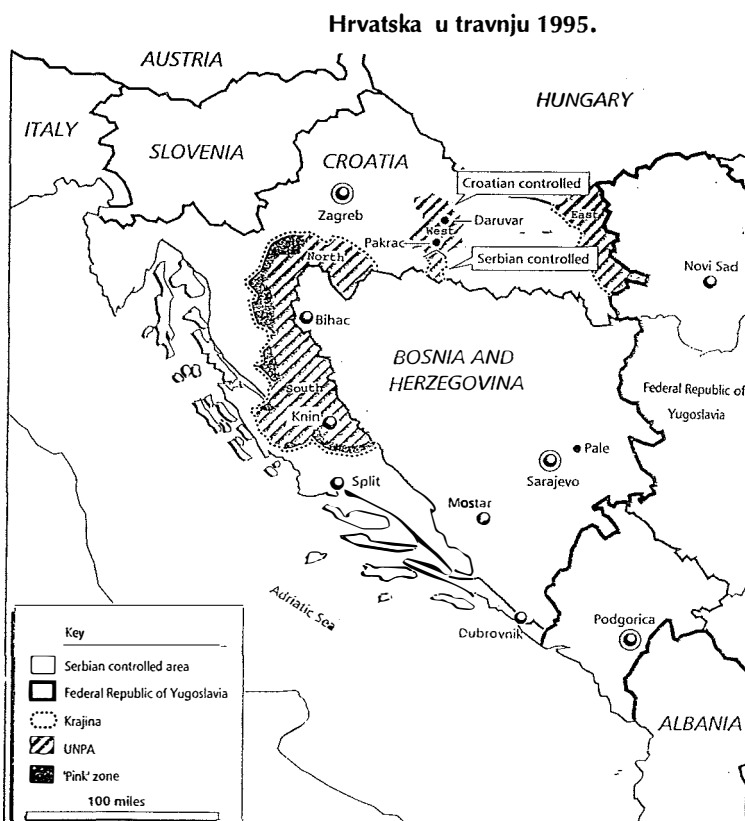 Hrvatska u travnju 1995.
AUSTRIA
HUNGARY
ITALY
SLOVENIA
CROATIA
Croatian controlled
Zagreb
Daruvar
East
West
Pakrac
Serbian controlled
North
Novi Sad
Bihac
BOSNIA AND
HERZEGOVINA
Federal Republic of
Yugoslavia
South
Knin
Pale
Sarajevo
Split
Mostar
Adriatic Sea
Dubrovnik
Podgorica
ALBANIA
Key
Serbian controlled area
Federal Republic of Yugoslavia
Krajina
UNPA
'Pink' zone
100 miles